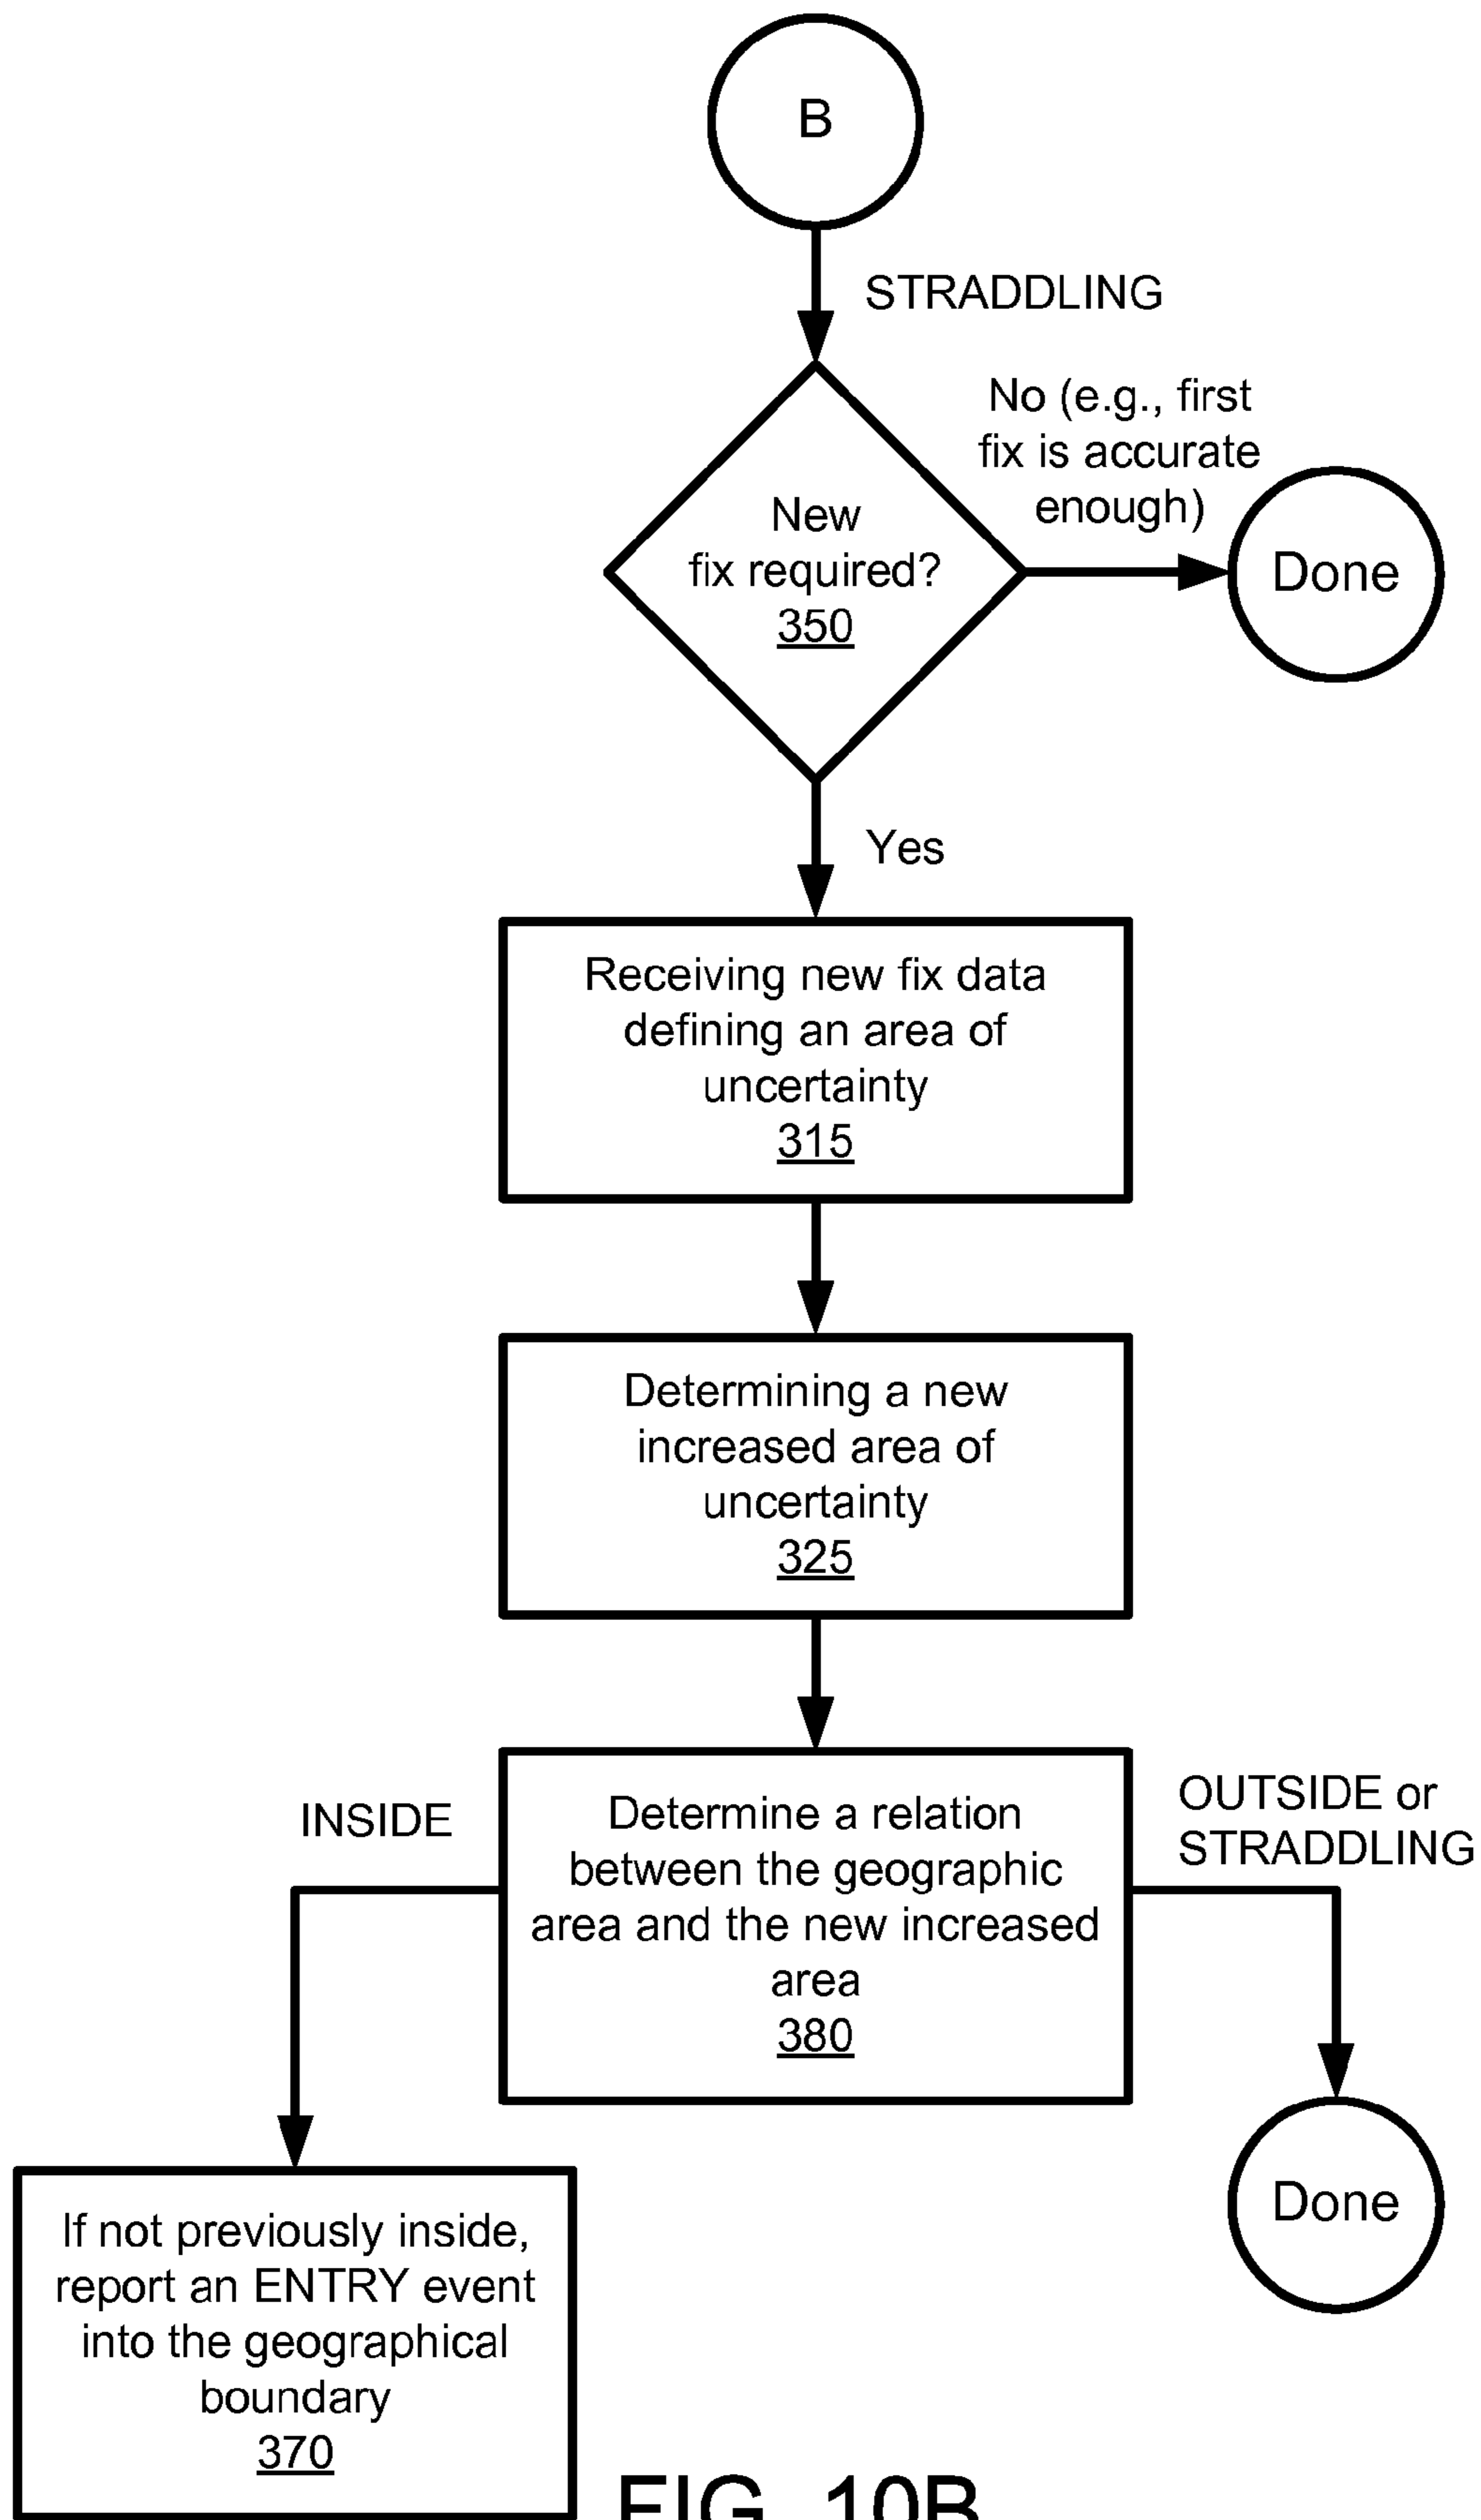 B
STRADDLING
No (e.g., first
fix is accurate
enough)
New
fix required?
350
Done
Yes
Receiving new fix data
defining an area of
uncertainty
315
Determining a new
increased area of
uncertainty
325
INSIDE
OUTSIDE or
STRADDLING
Determine a relation
between the geographic
area and the new increased
area
380
Done
If not previously inside,
report an ENTRY event
into the geographical
boundary
370
FIG. 10B